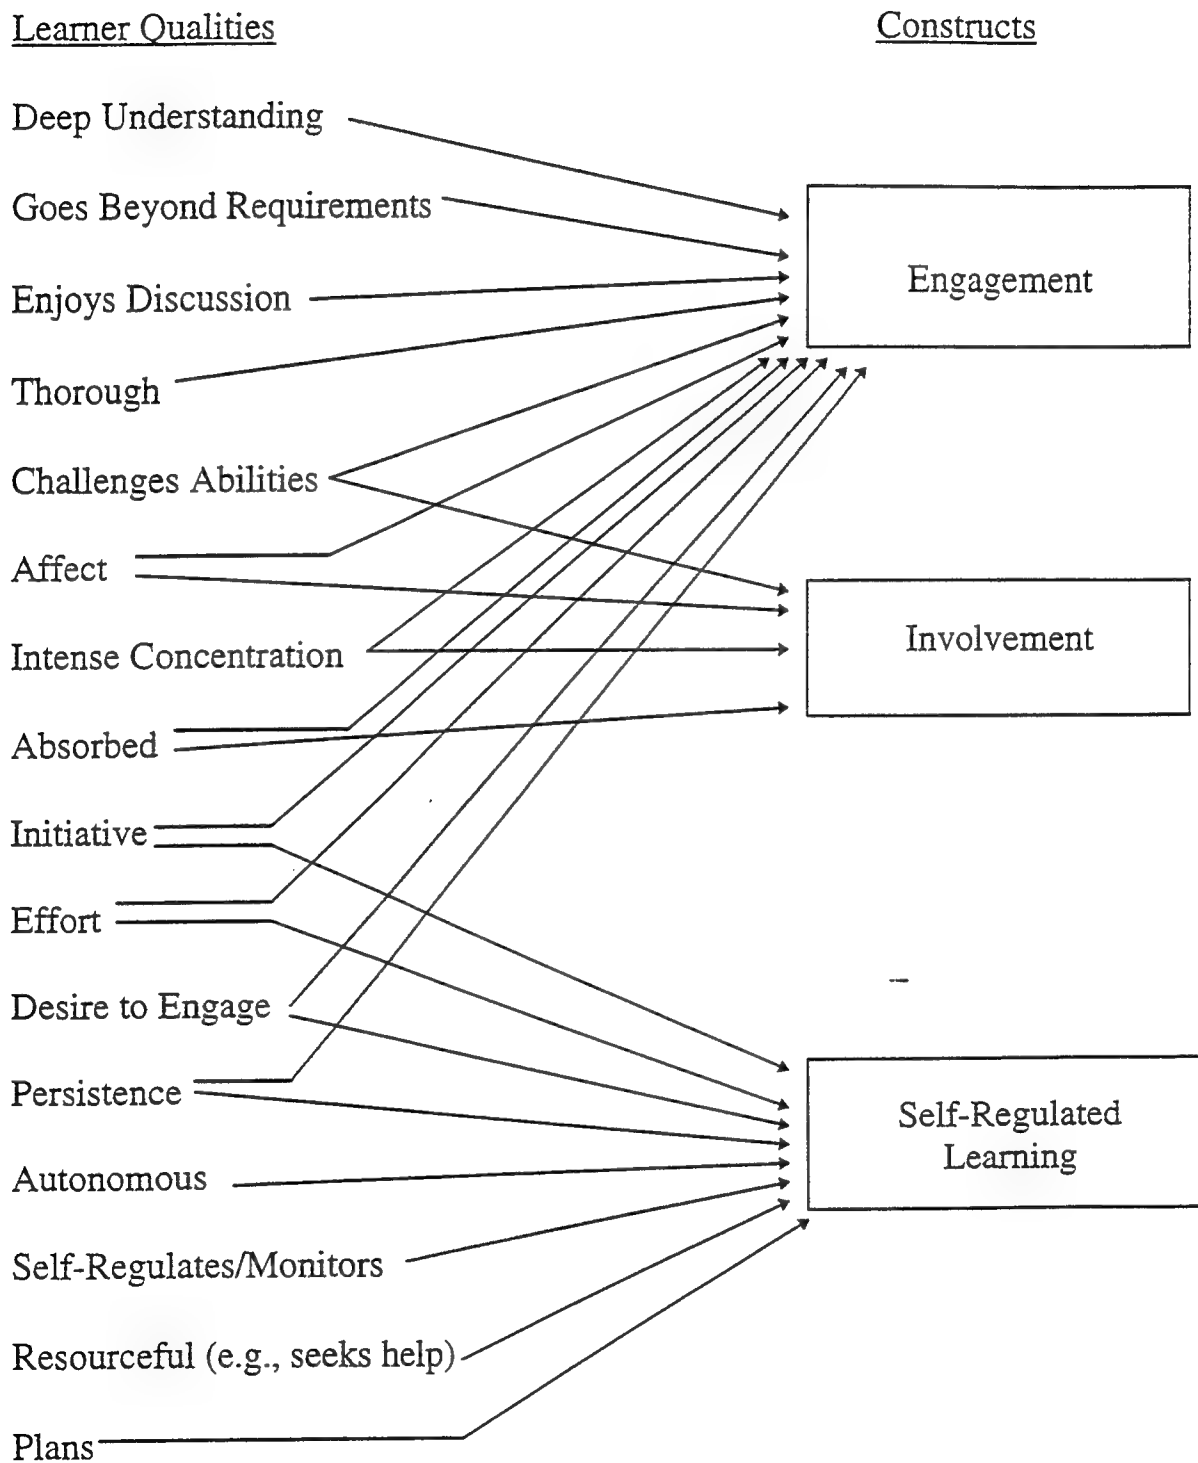 Learner Qualities
Constructs
Deep Understanding
Goes Beyond Requirements
Engagement
Enjoys Discussion
Thorough
Challenges Abilities
Affect
Involvement
Intense Concentration
Absorbed
Initiative
Effort
Desire to Engage
Persistence
Self-Regulated
Learning
Autonomous
Self-Regulates/Monitors
Resourceful (e.g., seeks help)
Plans